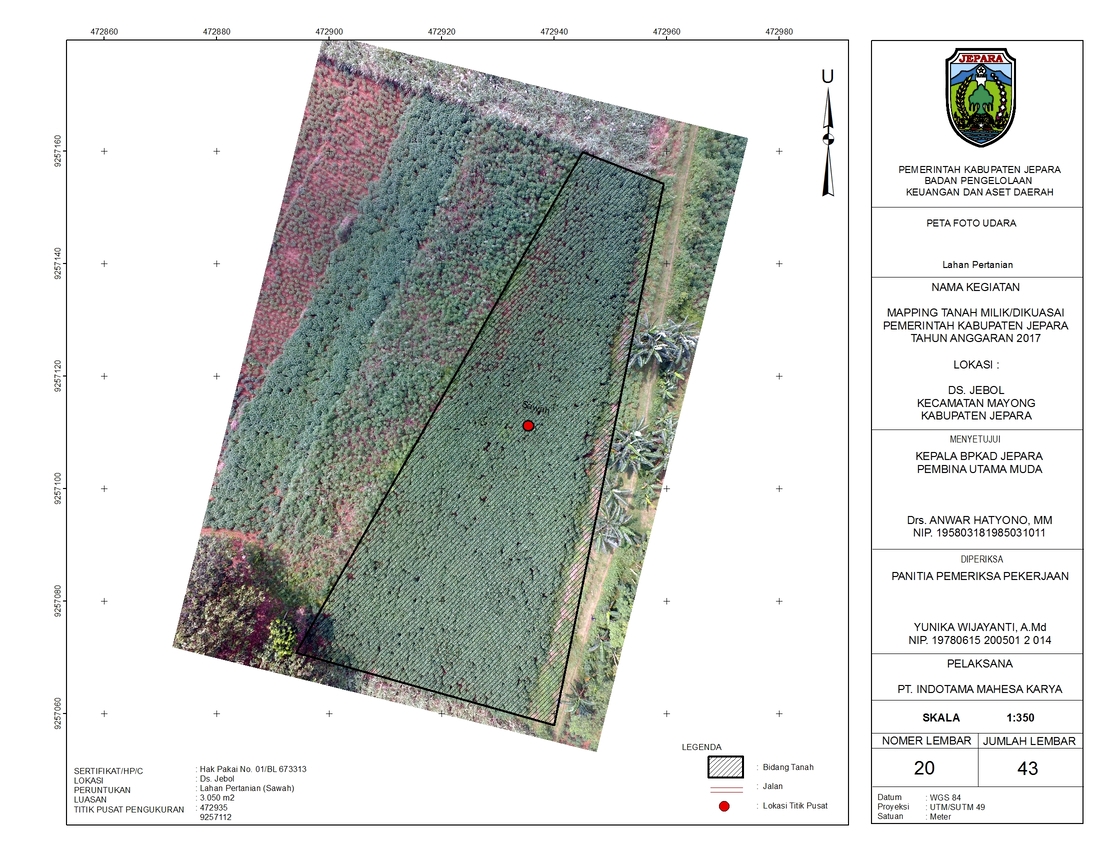 472860 472880 472900 472920 472940 472960 472980
9257160
9257140
9257120
9257100
9257080
9257060
U
Sawah
SERTIFIKAT/HP/C : Hak Pakai No. 01/BL 673313
LOKASI : Ds. Jebol
PERUNTUKAN : Lahan Pertanian (Sawah)
LUASAN : 3.050 m2
TITIK PUSAT PENGUKURAN : 472935
9257112
LEGENDA
: Bidang Tanah
: Jalan
: Lokasi Titik Pusat
JEPARA
PEMERINTAH KABUPATEN JEPARA
BADAN PENGELOLAAN
KEUANGAN DAN ASET DAERAH
PETA FOTO UDARA
Lahan Pertanian
NAMA KEGIATAN
MAPPING TANAH MILIK/DIKUASAI
PEMERINTAH KABUPATEN JEPARA
TAHUN ANGGARAN 2017
LOKASI :
DS. JEBOL
KECAMATAN MAYONG
KABUPATEN JEPARA
MENYETUJUI
KEPALA BPKAD JEPARA
PEMBINA UTAMA MUDA
Drs. ANWAR HATYONO, MM
NIP. 195803181985031011
DIPERIKSA
PANITIA PEMERIKSA PEKERJAAN
YUNIKA WIJAYANTI, A.Md
NIP. 19780615 200501 2 014
PELAKSANA
PT. INDOTAMA MAHESA KARYA
SKALA 1:350
NOMER LEMBAR JUMLAH LEMBAR
20 43
Datum : WGS 84
Proyeksi : UTM/SUTM 49
Satuan : Meter